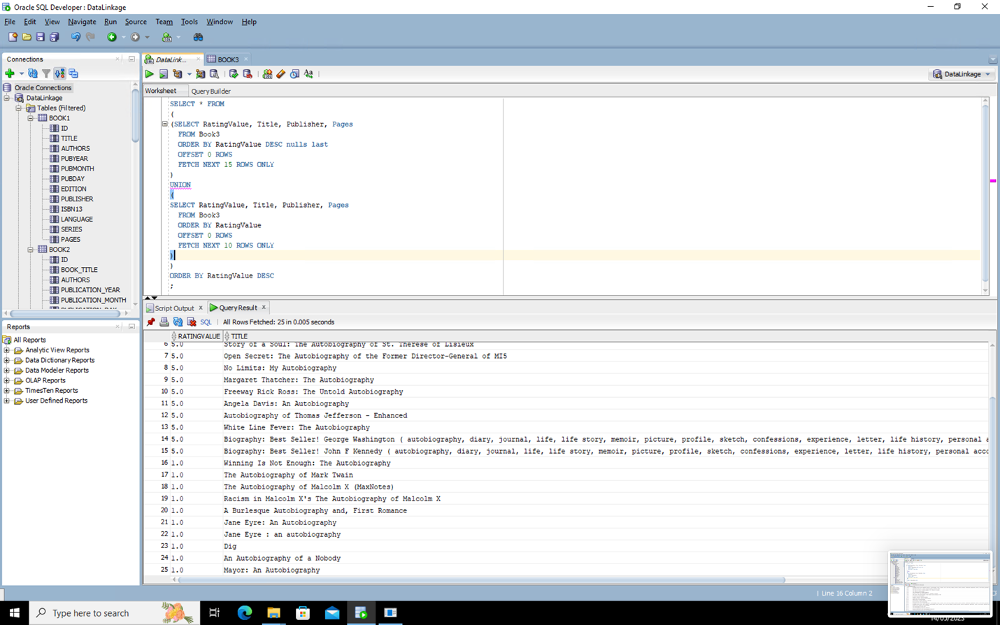 Oracle SQL Developer : DataLinkage
File Edit View Navigate Run Source Team Tools Window Help
Connections
Oracle Connections
DataLinkage
Tables (Filtered)
BOOK1
ID
TITLE
AUTHORS
PUBYEAR
PUBMONTH
PUBDAY
EDITION
PUBLISHER
ISBN13
LANGUAGE
SERIES
PAGES
BOOK2
ID
BOOK_TITLE
AUTHORS
PUBLICATION_YEAR
PUBLICATION_MONTH
Reports
All Reports
Analytic View Reports
Data Dictionary Reports
Data Modeler Reports
OLAP Reports
TimesTen Reports
User Defined Reports
DataLink... BOOK3
DataLinkage
Worksheet Query Builder
SELECT * FROM
(
(SELECT RatingValue, Title, Publisher, Pages
FROM Book3
ORDER BY RatingValue DESC nulls last
OFFSET 0 ROWS
FETCH NEXT 15 ROWS ONLY
)
UNION
(
SELECT RatingValue, Title, Publisher, Pages
FROM Book3
ORDER BY RatingValue
OFFSET 0 ROWS
FETCH NEXT 10 ROWS ONLY
)
)
ORDER BY RatingValue DESC
;
Script Output Query Result
SQL All Rows Fetched: 25 in 0.005 seconds
RATINGVALUE TITLE
6 5.0 Story of a Soul: The Autobiography of St. Therese of Lisieux
7 5.0 Open Secret: The Autobiography of the Former Director-General of MI5
8 5.0 No Limits: My Autobiography
9 5.0 Margaret Thatcher: The Autobiography
10 5.0 Freeway Rick Ross: The Untold Autobiography
11 5.0 Angela Davis: An Autobiography
12 5.0 Autobiography of Thomas Jefferson - Enhanced
13 5.0 White Line Fever: The Autobiography
14 5.0 Biography: Best Seller! George Washington ( autobiography, diary, journal, life, life story, memoir, picture, profile, sketch, confessions, experience, letter, life history, personal a
15 5.0 Biography: Best Seller! John F Kennedy ( autobiography, diary, journal, life, life story, memoir, picture, profile, sketch, confessions, experience, letter, life history, personal acco
16 1.0 Winning Is Not Enough: The Autobiography
17 1.0 The Autobiography of Mark Twain
18 1.0 The Autobiography of Malcolm X (MaxNotes)
19 1.0 Racism in Malcolm X's The Autobiography of Malcolm X
20 1.0 A Burlesque Autobiography and, First Romance
21 1.0 Jane Eyre: An Autobiography
22 1.0 Jane Eyre : an autobiography
23 1.0 Dig
24 1.0 An Autobiography of a Nobody
25 1.0 Mayor: An Autobiography
Line 16 Column 2
Type here to search
14/05/2023